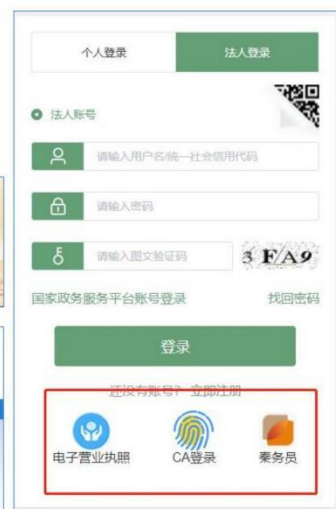 个人登录
法人登录
法人账号
请输入用户名/统一社会信用代码
请输入密码
请输入图文验证码
3 F/A9
国家政务服务平台账号登录
找回密码
登录
还没有账号? 立即注册
电子营业执照
CA登录
秦务员